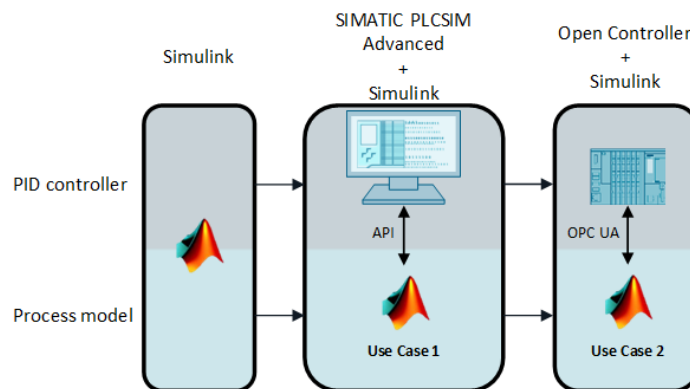 Simulink
SIMATIC PLCSIM
Advanced
+
Simulink
Open Controller
+
Simulink
PID controller
API
OPC UA
Process model
Use Case 1
Use Case 2